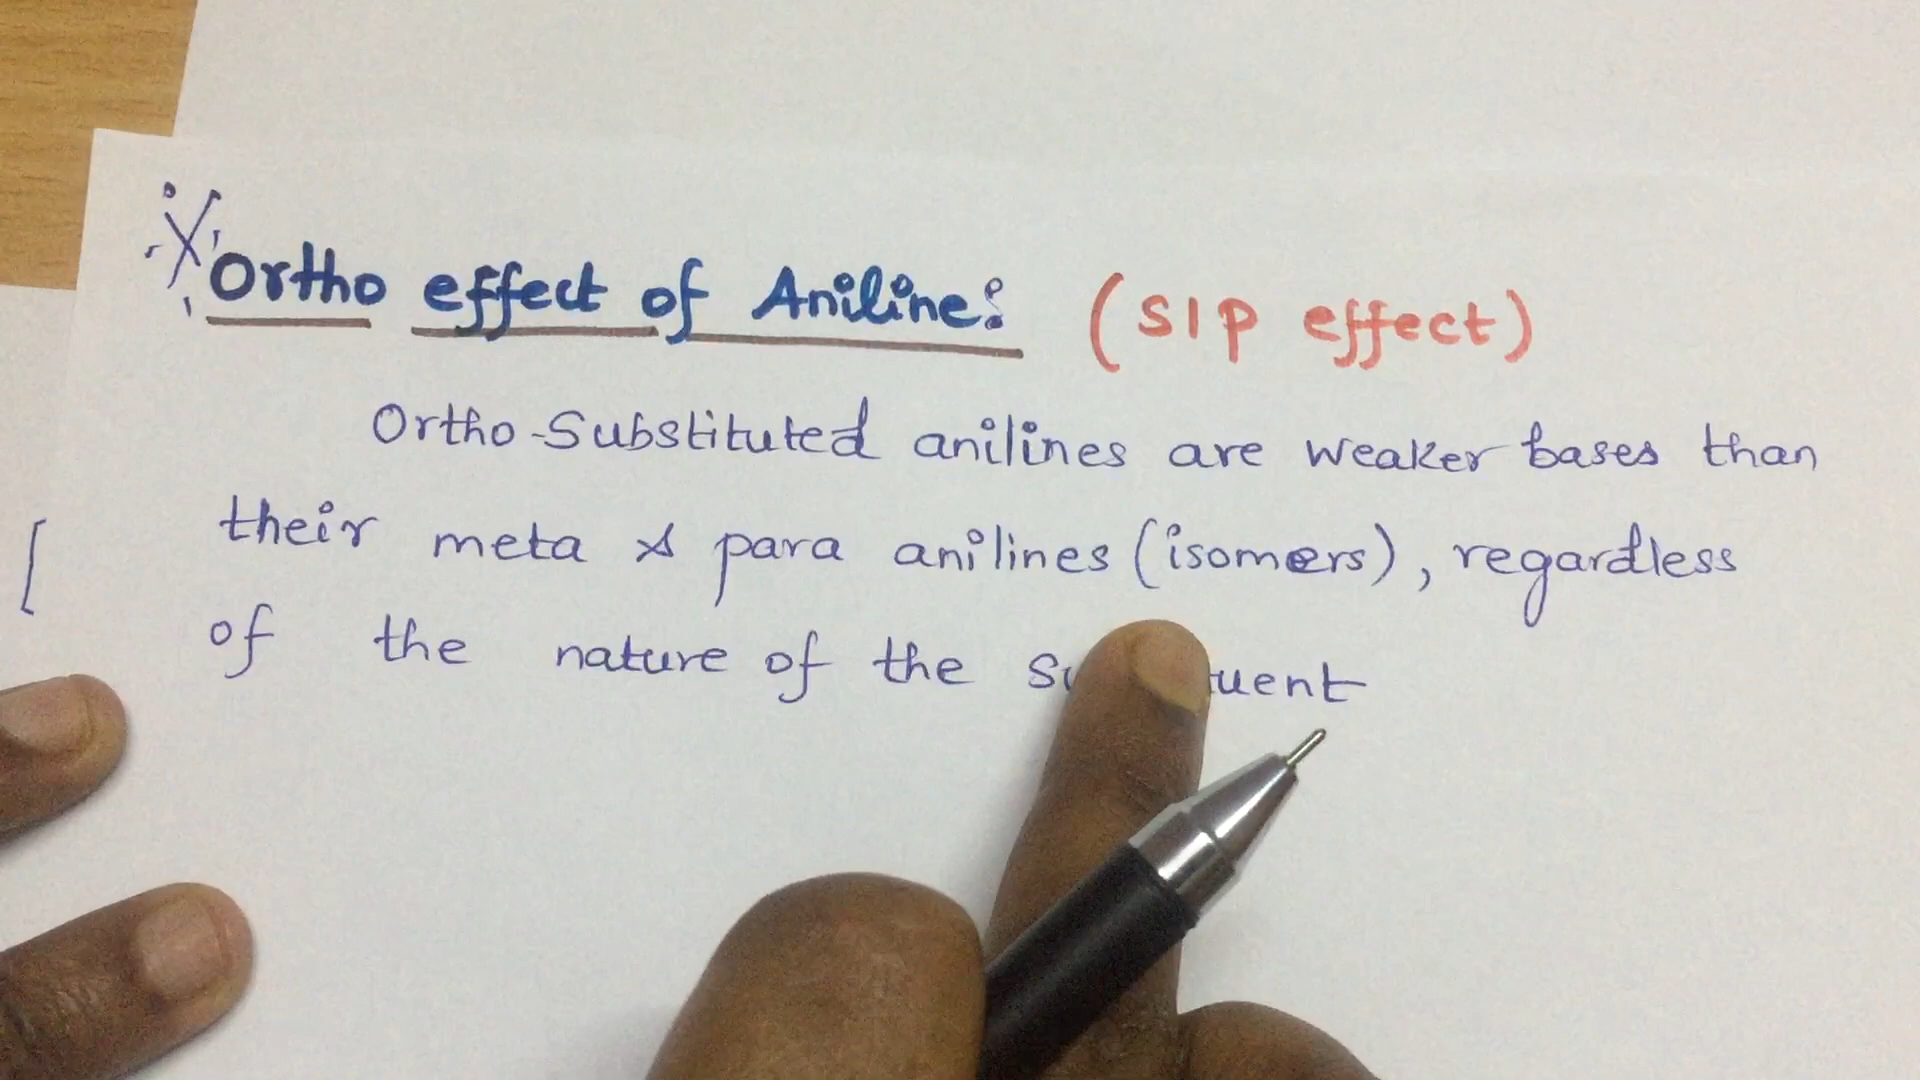 Ortho effect of Aniline: (SIP effect)
Ortho-Substituted anilines are weaker bases than
their meta & para anilines (isomers), regardless
of the nature of the